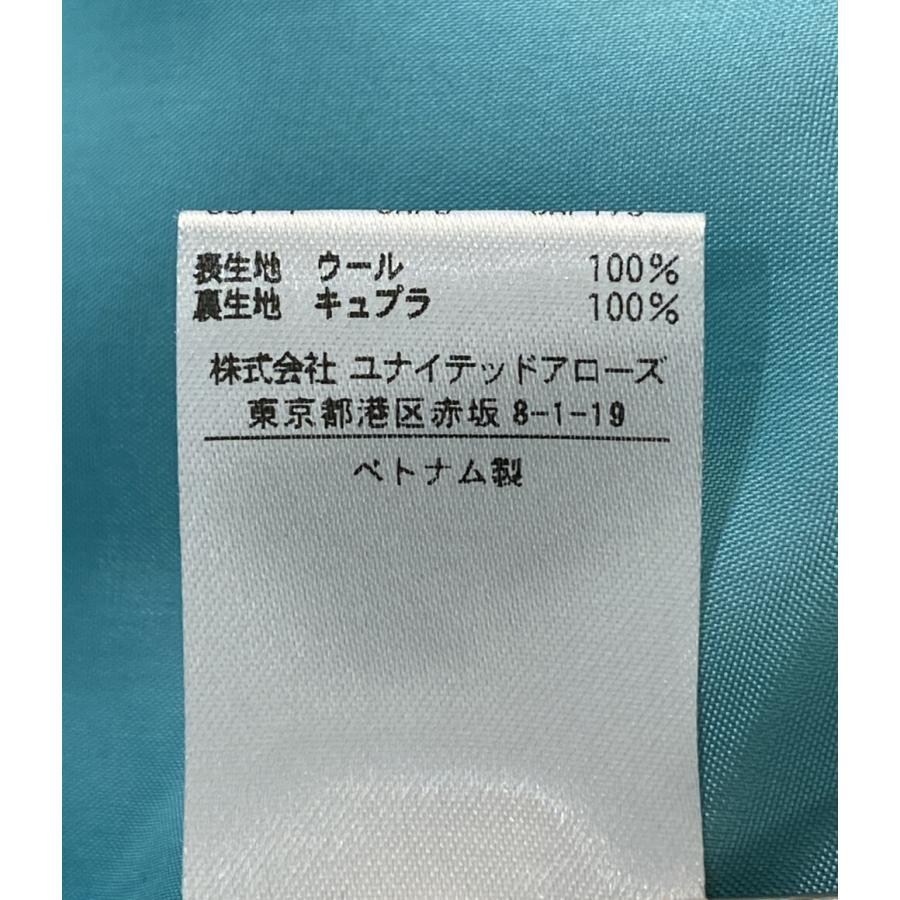 表生地 ウール 100%
裏生地 キュプラ 100%
株式会社 ユナイテッドアローズ
東京都港区赤坂 8-1-19
ベトナム製